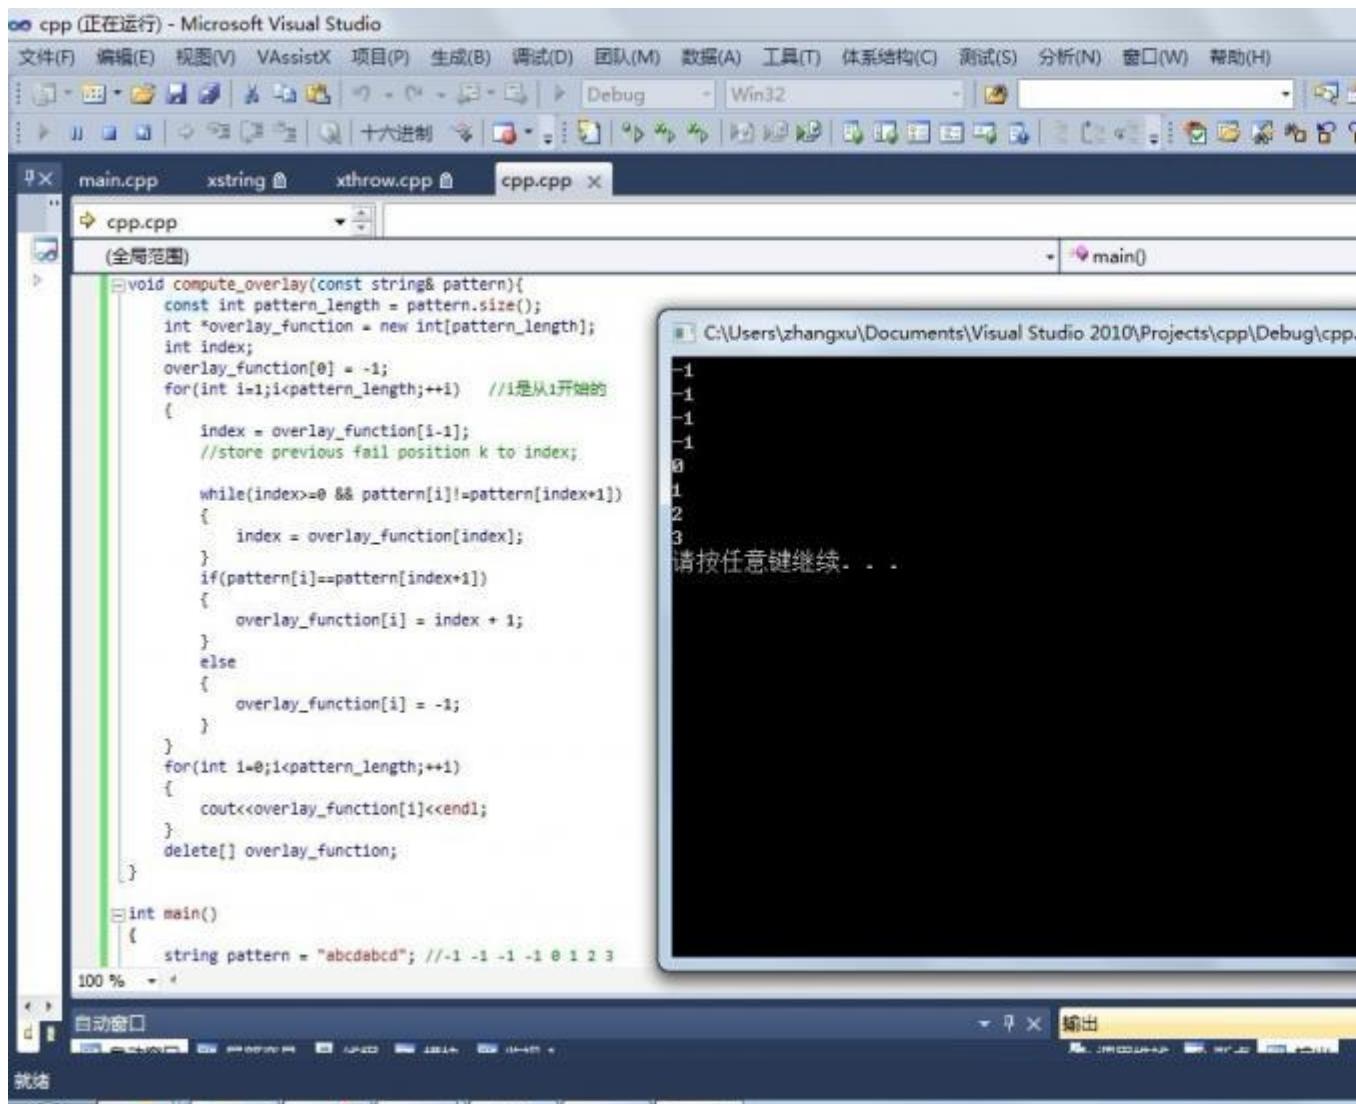 cpp (正在运行) - Microsoft Visual Studio
文件(F) 编辑(E) 视图(V) VAssistX 项目(P) 生成(B) 调试(D) 团队(M) 数据(A) 工具(T) 体系结构(C) 测试(S) 分析(N) 窗口(W) 帮助(H)
Debug Win32
十六进制
main.cpp xstring xthrow.cpp cpp.cpp
cpp.cpp
(全局范围) main()
void compute_overlay(const string& pattern){
const int pattern_length = pattern.size();
int *overlay_function = new int[pattern_length];
int index;
overlay_function[0] = -1;
for(int i=1;i<pattern_length;++i) //i是从1开始的
{
index = overlay_function[i-1];
//store previous fail position k to index;
while(index>=0 && pattern[i]!=pattern[index+1])
{
index = overlay_function[index];
}
if(pattern[i]==pattern[index+1])
{
overlay_function[i] = index + 1;
}
else
{
overlay_function[i] = -1;
}
}
for(int i=0;i<pattern_length;++i)
{
cout<<overlay_function[i]<<endl;
}
delete[] overlay_function;
}
int main()
{
string pattern = "abcdabcd"; //-1 -1 -1 -1 0 1 2 3
100 %
C:\Users\zhangxu\Documents\Visual Studio 2010\Projects\cpp\Debug\cpp.
-1
-1
-1
-1
0
1
2
3
请按任意键继续. . .
自动窗口
输出
就绪